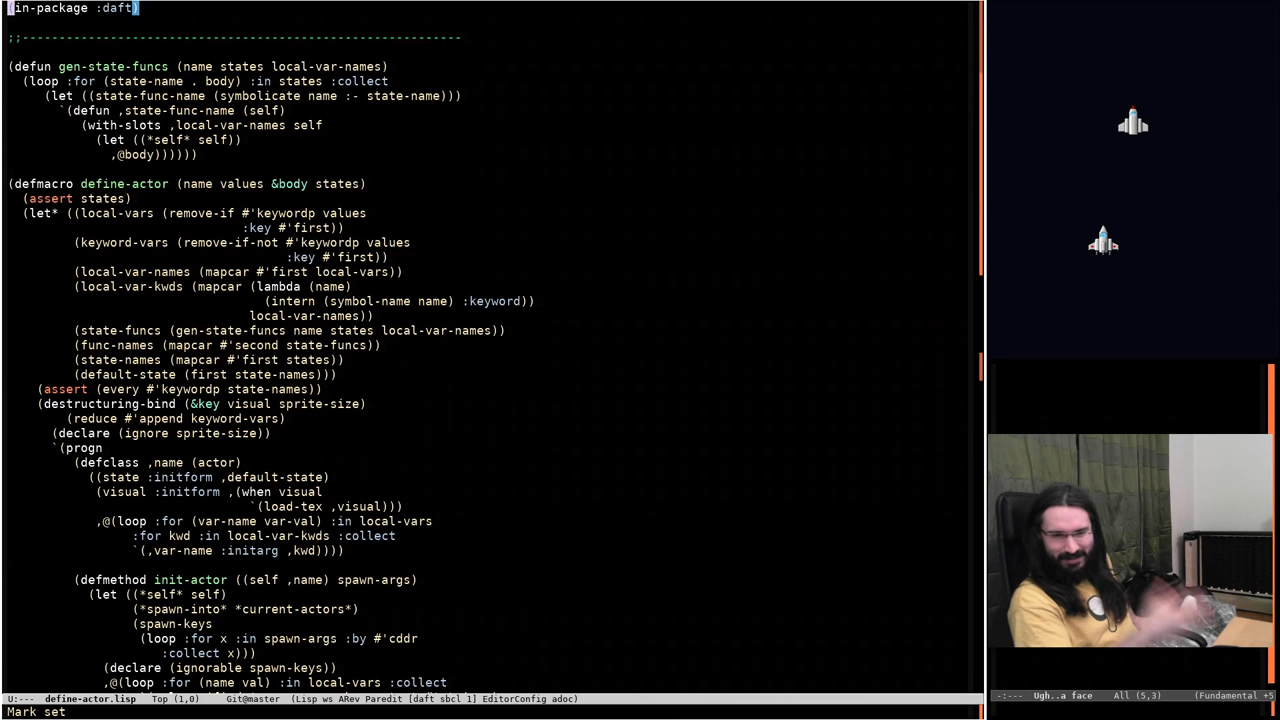 (in-package :daft)
;;------------------------------------------------------------
(defun gen-state-funcs (name states local-var-names)
  (loop :for (state-name . body) :in states :collect
     (let ((state-func-name (symbolicate name :- state-name)))
       `(defun ,state-func-name (self)
          (with-slots ,local-var-names self
            (let ((*self* self))
              ,@body))))))
(defmacro define-actor (name values &body states)
  (assert states)
  (let* ((local-vars (remove-if #'keywordp values
                                :key #'first))
         (keyword-vars (remove-if-not #'keywordp values
                                      :key #'first))
         (local-var-names (mapcar #'first local-vars))
         (local-var-kwds (mapcar (lambda (name)
                                   (intern (symbol-name name) :keyword))
                                 local-var-names))
         (state-funcs (gen-state-funcs name states local-var-names))
         (func-names (mapcar #'second state-funcs))
         (state-names (mapcar #'first states))
         (default-state (first state-names)))
    (assert (every #'keywordp state-names))
    (destructuring-bind (&key visual sprite-size)
        (reduce #'append keyword-vars)
      (declare (ignore sprite-size))
      `(progn
         (defclass ,name (actor)
           ((state :initform ,default-state)
            (visual :initform ,(when visual
                                 `(load-tex ,visual)))
            ,@(loop :for (var-name var-val) :in local-vars
                 :for kwd :in local-var-kwds :collect
                 `(,var-name :initarg ,kwd))))
         (defmethod init-actor ((self ,name) spawn-args)
           (let ((*self* self)
                 (*spawn-into* *current-actors*)
                 (spawn-keys
                  (loop :for x :in spawn-args :by #'cddr
                     :collect x)))
             (declare (ignorable spawn-keys))
             ,@(loop :for (name val) :in local-vars :collect
U:--- define-actor.lisp Top (1,0) Git@master (Lisp ws ARev Paredit [daft sbcl 1] EditorConfig adoc)
Mark set
-:--- Ugh..a face All (5,3) (Fundamental +5